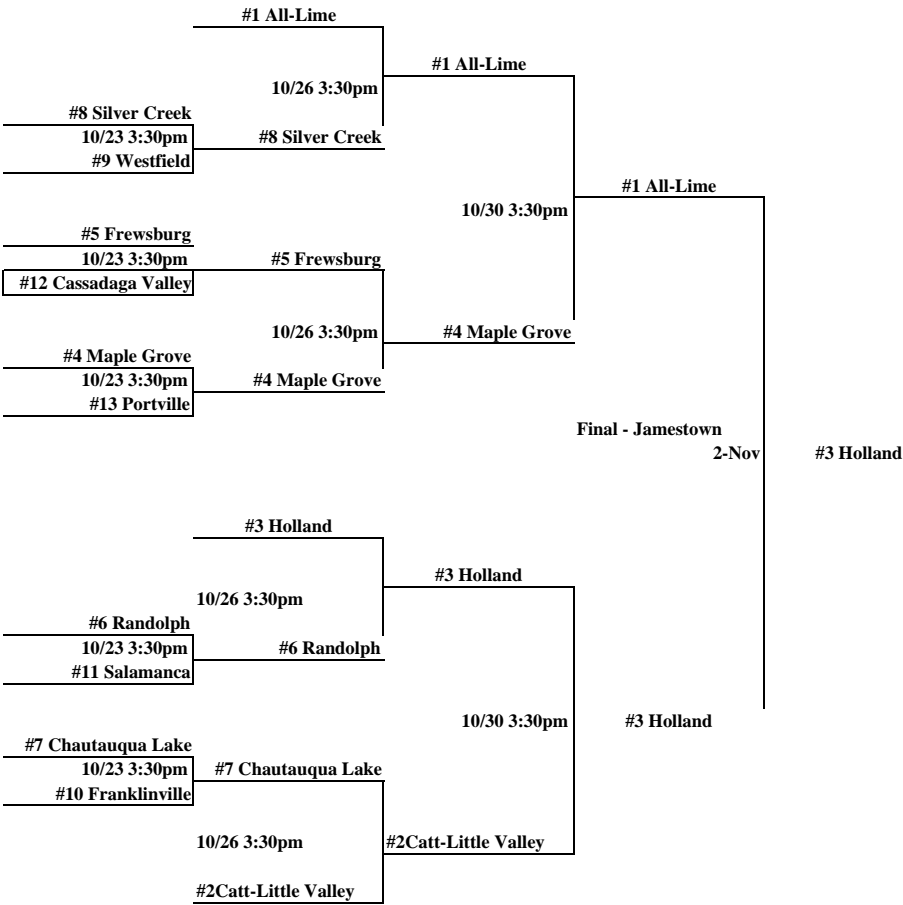 #1 All-Lime
#1 All-Lime
10/26 3:30pm
#8 Silver Creek
10/23 3:30pm
#8 Silver Creek
#9 Westfield
#1 All-Lime
10/30 3:30pm
#5 Frewsburg
10/23 3:30pm
#5 Frewsburg
#12 Cassadaga Valley
10/26 3:30pm
#4 Maple Grove
#4 Maple Grove
10/23 3:30pm
#4 Maple Grove
#13 Portville
Final - Jamestown
2-Nov
#3 Holland
#3 Holland
#3 Holland
10/26 3:30pm
#6 Randolph
10/23 3:30pm
#6 Randolph
#11 Salamanca
10/30 3:30pm
#3 Holland
#7 Chautauqua Lake
10/23 3:30pm
#7 Chautauqua Lake
#10 Franklinville
10/26 3:30pm
#2Catt-Little Valley
#2Catt-Little Valley